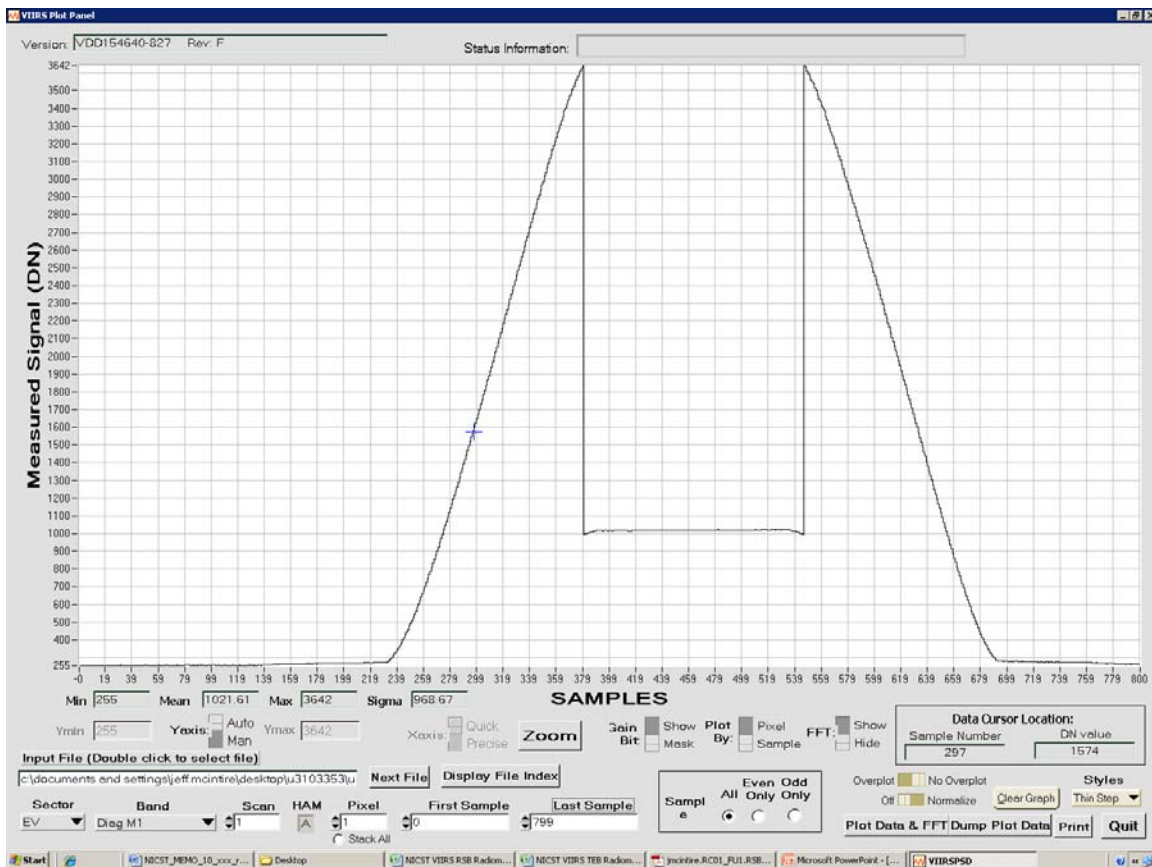 VIIRS Plot Panel
Version: VDD154640-827 Rev: F
Status Information:
Measured Signal (DN)
3642
3500
3400
3300
3200
3100
3000
2900
2800
2700
2600
2500
2400
2300
2200
2100
2000
1900
1800
1700
1600
1500
1400
1300
1200
1100
1000
900
800
700
600
500
400
255
-0 19 39 59 79 99 119 139 159 179 199 219 239 259 279 299 319 339 359 379 399 419 439 459 479 499 519 539 559 579 599 619 639 659 679 699 719 739 759 779 800
SAMPLES
Min 255 Mean 1021.61 Max 3642 Sigma 968.67
Ymin 255 Yaxis: Auto Man Ymax 3642 Xaxis: Quick Precise Zoom
Gain Bit Show Mask Plot By: Pixel Sample FFT: Show Hide
Data Cursor Location:
Sample Number DN value
297 1574
Input File (Double click to select file)
c:\documents and settings\jeff.mcintire\desktop\u3103353\u Next File Display File Index
Sector Band Scan HAM Pixel First Sample Last Sample
EV Diag M1 1 A 1 0 799
Stack All
Sampl e All Even Only Odd Only
Overplot No Overplot Styles
Off Normalize Clear Graph Thin Step
Plot Data & FFT Dump Plot Data Print Quit
Start NICST_MEMO_10_xxx_r... Desktop NICST VIIRS RSB Radiom... NICST VIIRS TEB Radiom... jmcintire.RC01_FU1.RSB... Microsoft PowerPoint - [... VIIRSPSD